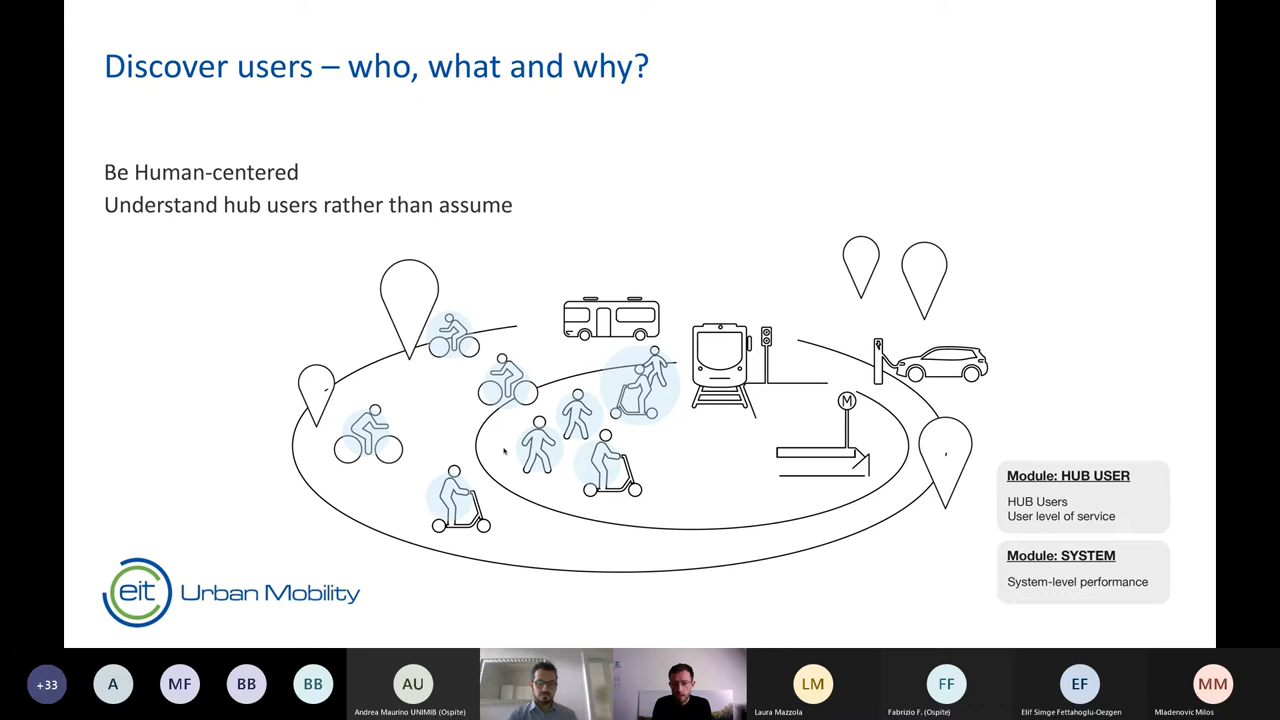 Discover users – who, what and why?
Be Human-centered
Understand hub users rather than assume
M
Module: HUB USER
HUB Users
User level of service
Module: SYSTEM
System-level performance
eit Urban Mobility
+33
A
MF
BB
BB
AU
LM
FF
EF
MM
Andrea Maurino UNIMIB (Ospite)
Laura Mazzola
Fabrizio F. (Ospite)
Elif Simge Fettahoglu-Oezgen
Mladenovic Milos